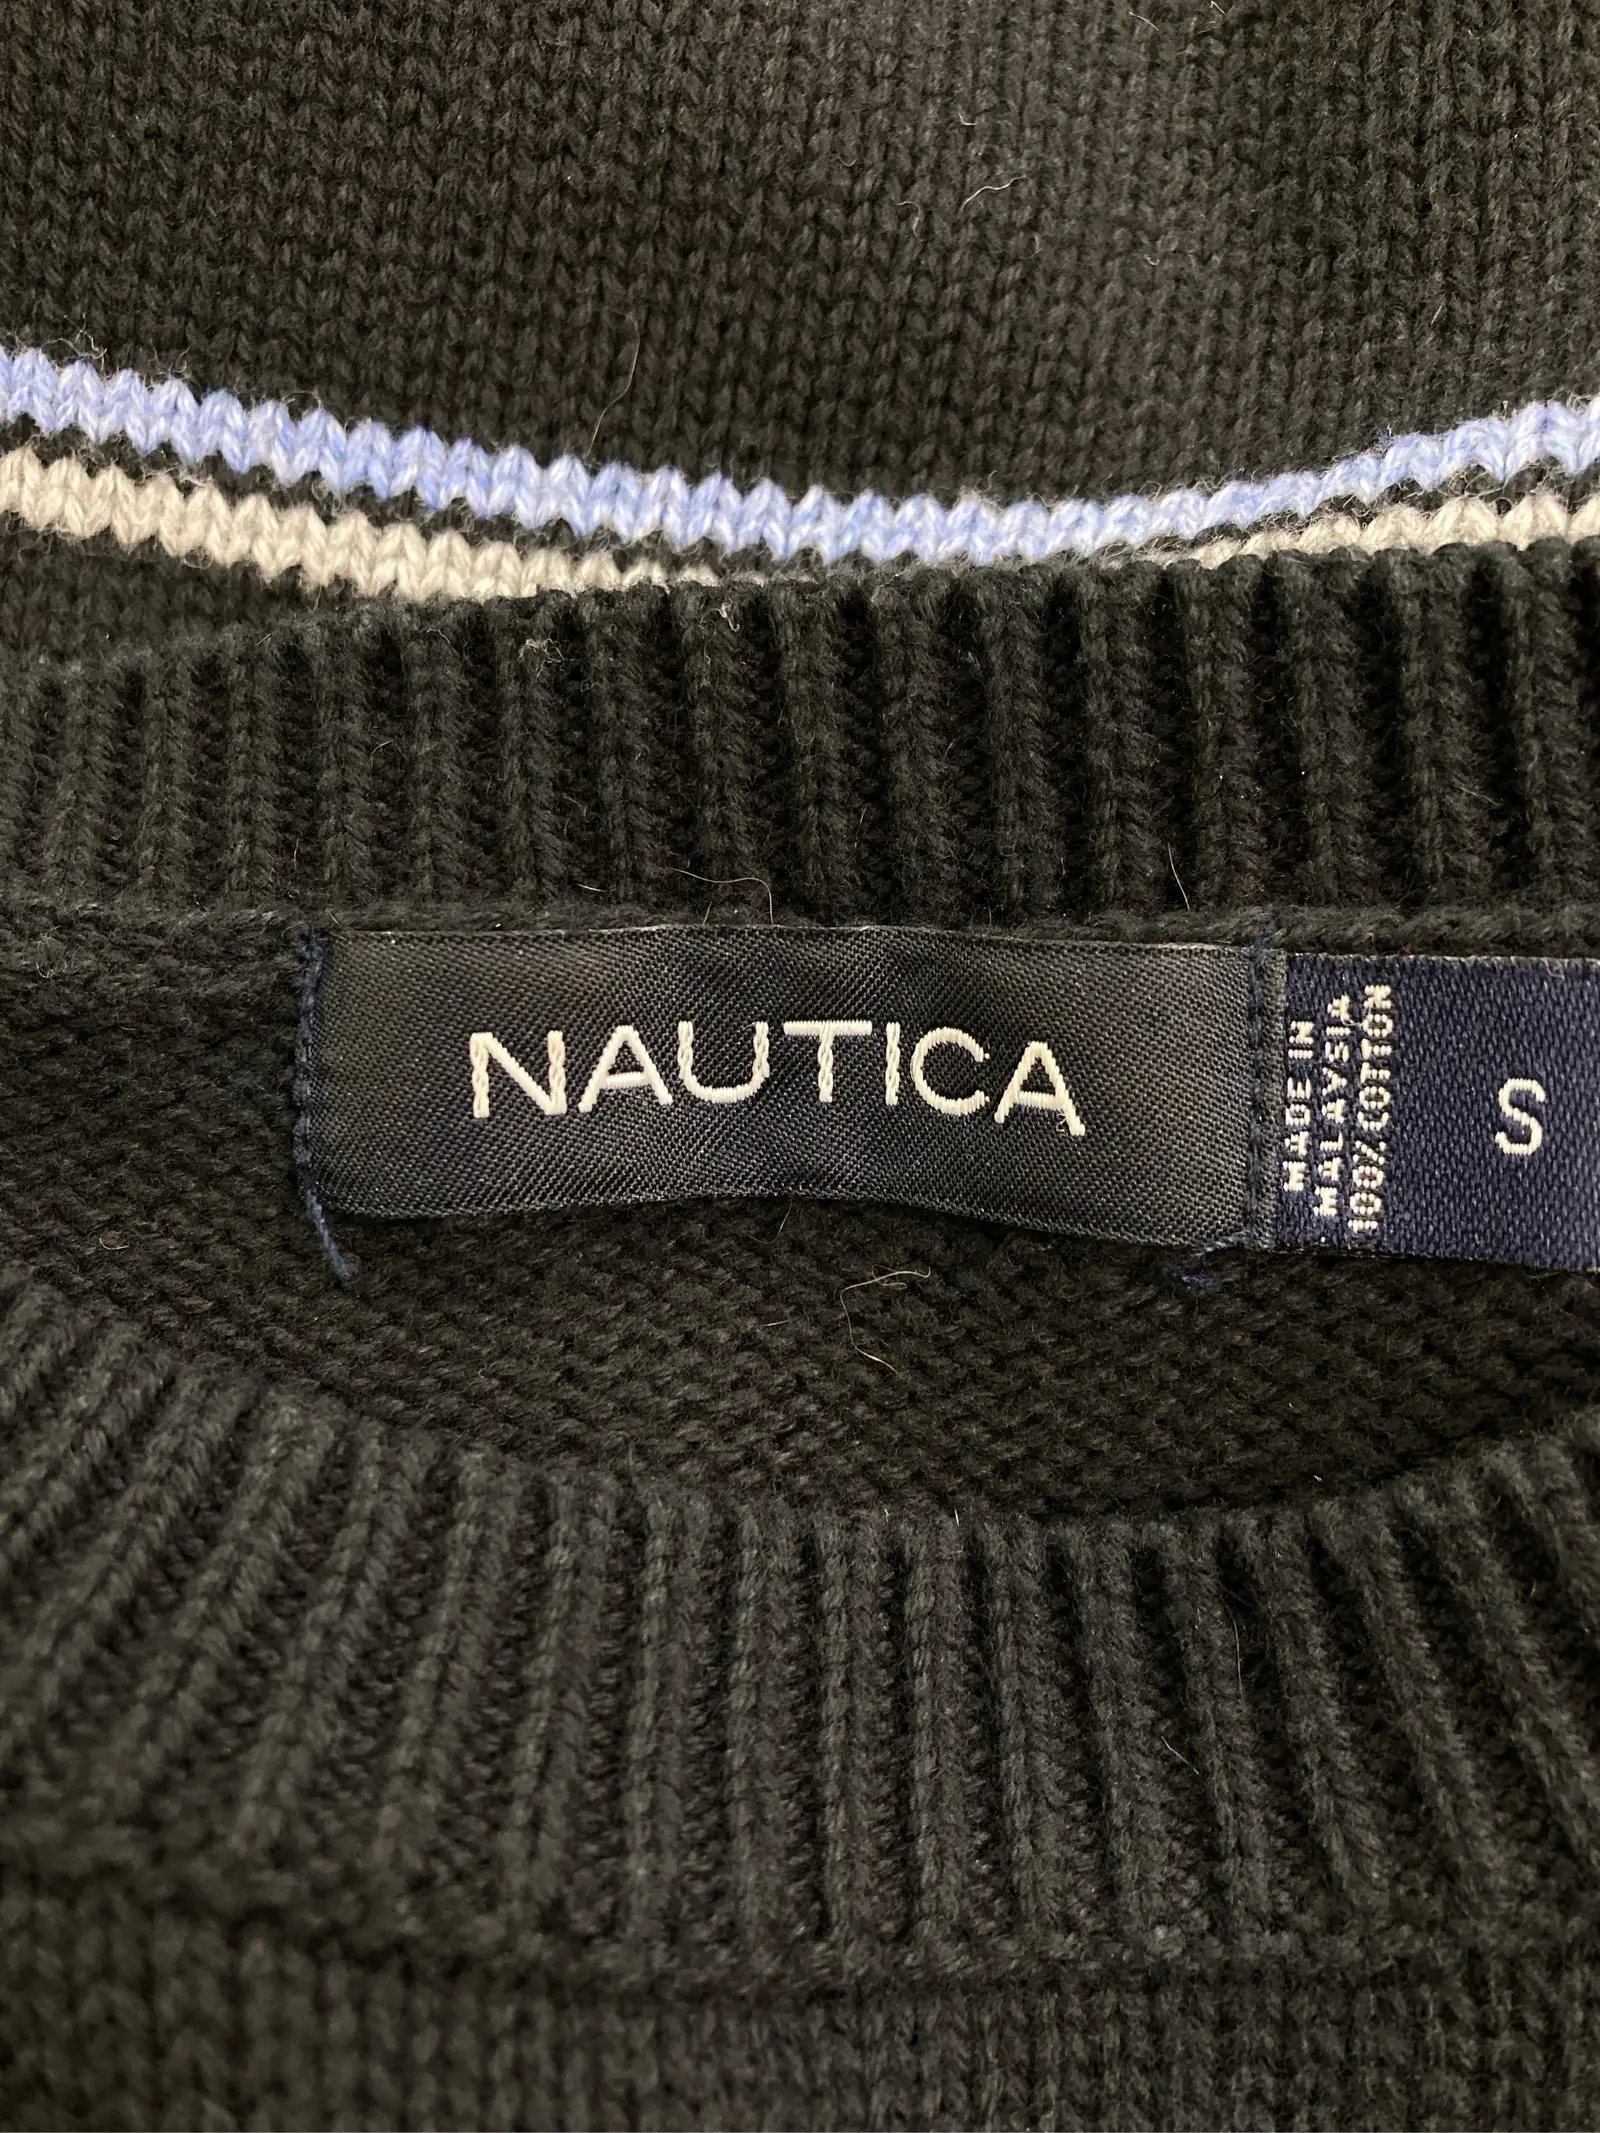 NAUTICA
MADE IN
MALAYSIA
100% COTTON
S